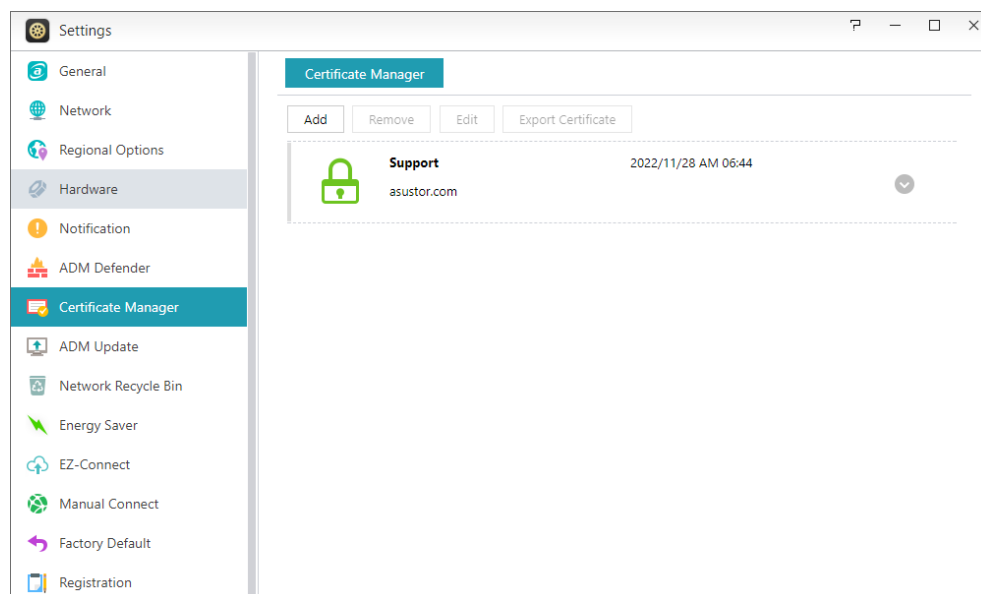 Settings
General
Network
Regional Options
Hardware
Notification
ADM Defender
Certificate Manager
ADM Update
Network Recycle Bin
Energy Saver
EZ-Connect
Manual Connect
Factory Default
Registration
Certificate Manager
Add Remove Edit Export Certificate
Support 2022/11/28 AM 06:44
asustor.com